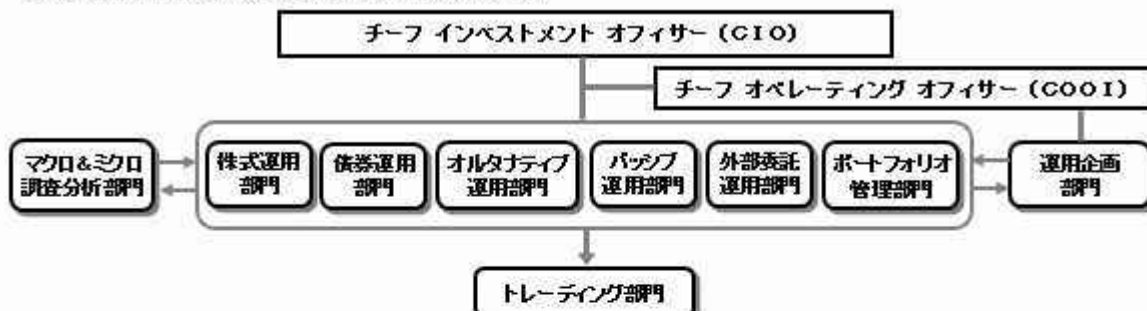 チーフ インベストメント オフィサー (CIO)
チーフ オペレーティング オフィサー (COOI)
マクロ&ミクロ
調査分析部門
株式運用
部門
債券運用
部門
オルタナティブ
運用部門
パッシブ
運用部門
外部委託
運用部門
ポートフォリオ
管理部門
運用企画
部門
トレーディング部門